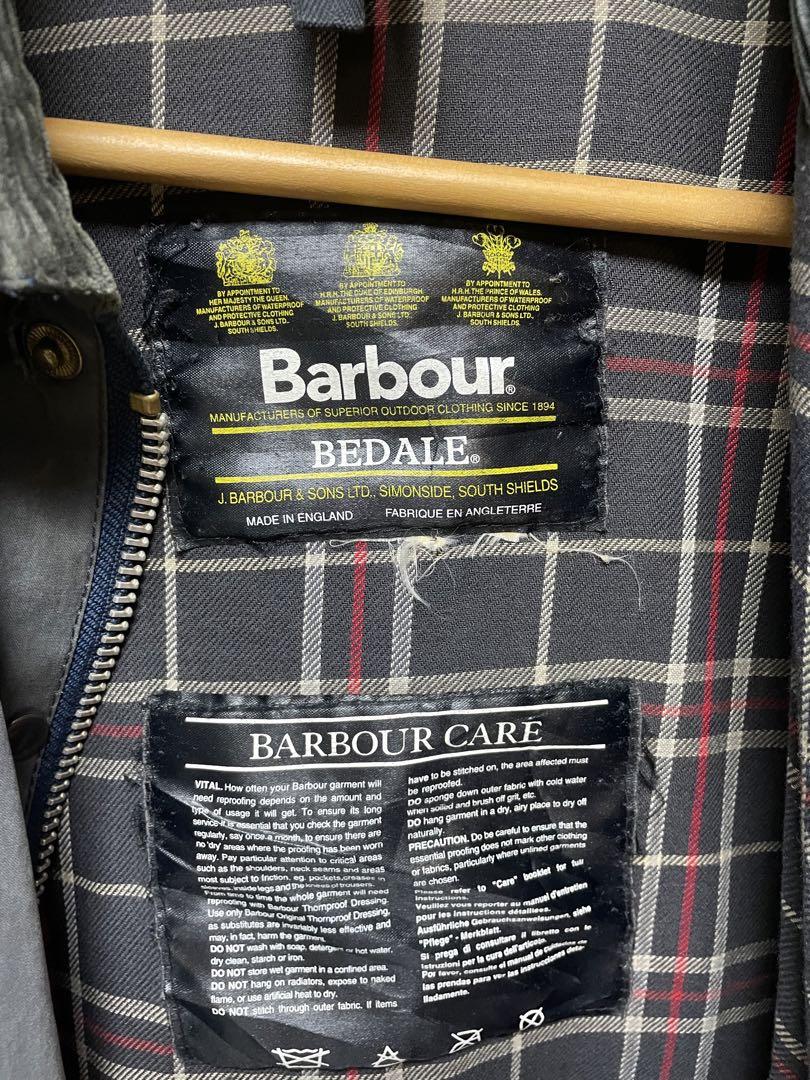 BY APPOINTMENT TO
HER MAJESTY THE QUEEN.
MANUFACTURERS OF WATERPROOF
AND PROTECTIVE CLOTHING
J. BARBOUR & SONS LTD.
SOUTH SHIELDS.
BY APPOINTMENT TO
H.R.H. THE DUKE OF EDINBURGH.
MANUFACTURERS OF WATERPROOF
AND PROTECTIVE CLOTHING
J. BARBOUR & SONS LTD.
SOUTH SHIELDS.
BY APPOINTMENT TO
H.R.H. THE PRINCE OF WALES.
MANUFACTURERS OF WATERPROOF
AND PROTECTIVE CLOTHING
J. BARBOUR & SONS LTD.
SOUTH SHIELDS.
Barbour®
MANUFACTURERS OF SUPERIOR OUTDOOR CLOTHING SINCE 1894
BEDALE®
J. BARBOUR & SONS LTD., SIMONSIDE, SOUTH SHIELDS
MADE IN ENGLAND FABRIQUE EN ANGLETERRE
BARBOUR CARE
VITAL. How often your Barbour garment will
need reproofing depends on the amount and
type of usage it will get. To ensure its long
service it is essential that you check the garment
regularly, say once a month, to ensure there are
no 'dry' areas where the proofing has been worn
away. Pay particular attention to critical areas
such as the shoulders, neck seams and areas
most subject to friction, eg. pockets, creases in
sleeves, inside legs and the knees of trousers.
From time to time the whole garment will need
reproofing with Barbour Thornproof Dressing.
Use only Barbour Original Thornproof Dressing,
as substitutes are invariably less effective and
may, in fact, harm the garment.
DO NOT wash with soap, detergent or hot water,
dry clean, starch or iron.
DO NOT store wet garment in a confined area.
DO NOT hang on radiators, expose to naked
flame, or use artificial heat to dry.
DO NOT stitch through outer fabric. If items
have to be stitched on, the area affected must
be reproofed.
DO sponge down outer fabric with cold water
when soiled and brush off grit, etc.
DO hang garment in a dry, airy place to dry off
naturally.
PRECAUTION. Do be careful to ensure that the
essential proofing does not mark other clothing
or fabrics, particularly where unlined garments
are chosen.
Please refer to "Care" booklet for full
instructions.
Veuillez vous reporter au manuel d'entretien
pour les instructions détaillées.
Ausführliche Gebrauchsanweisungen, siehe
"Pflege" - Merkblatt.
Si prega di consultare il libretto con le
istruzioni per la cura dell'articolo.
Por favor, consulte el manual de
las prendas para ver las instrucciones